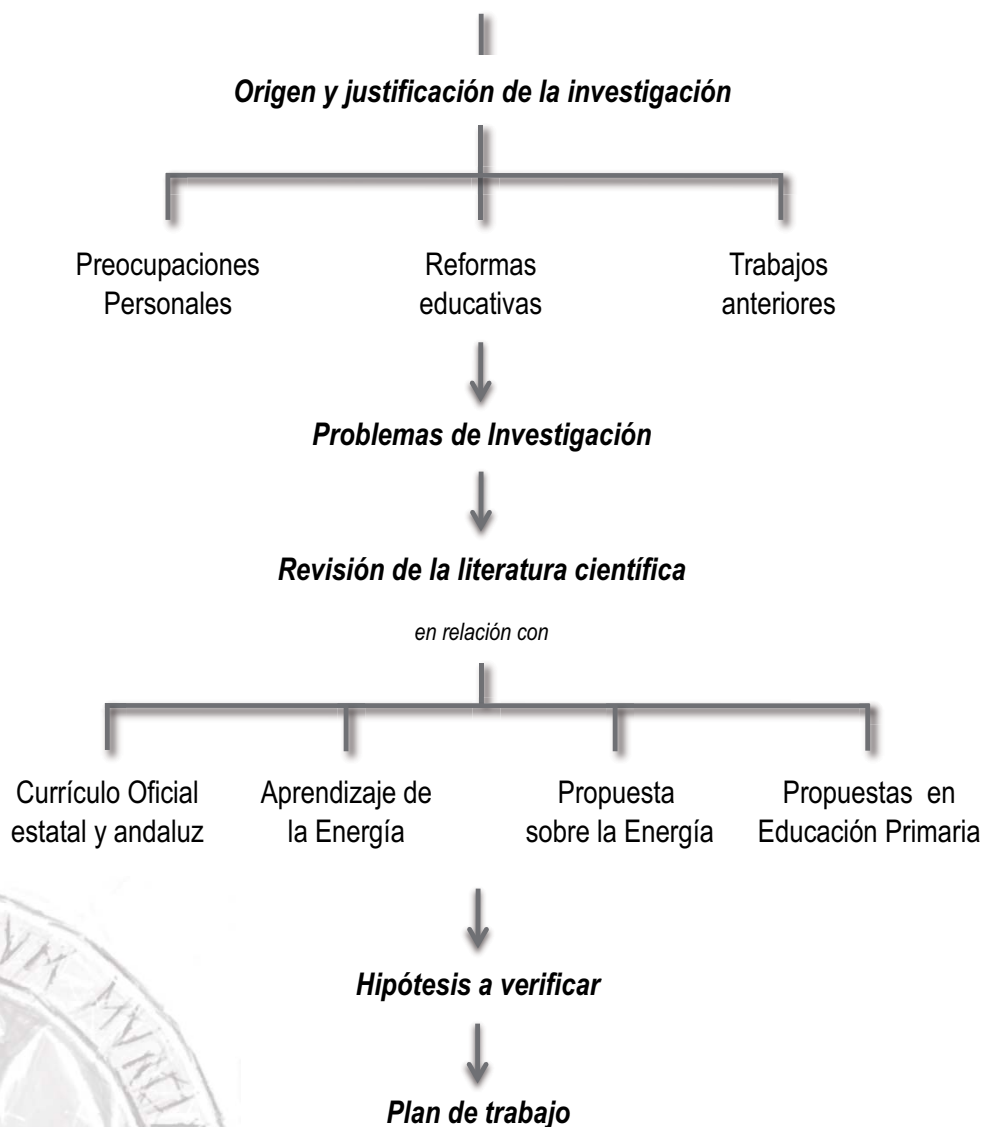 Origen y justificación de la investigación
Preocupaciones
Personales
Reformas
educativas
Trabajos
anteriores
Problemas de Investigación
Revisión de la literatura científica
en relación con
Currículo Oficial
estatal y andaluz
Aprendizaje de
la Energía
Propuesta
sobre la Energía
Propuestas en
Educación Primaria
Hipótesis a verificar
Plan de trabajo